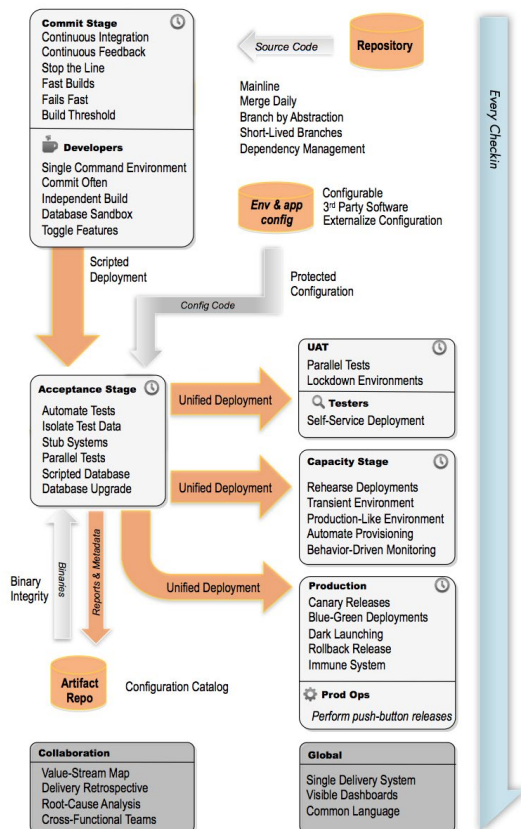 Commit Stage
Continuous Integration
Continuous Feedback
Stop the Line
Fast Builds
Fails Fast
Build Threshold
Developers
Single Command Environment
Commit Often
Independent Build
Database Sandbox
Toggle Features
Source Code
Repository
Mainline
Merge Daily
Branch by Abstraction
Short-Lived Branches
Dependency Management
Every Checkin
Env & app
config
Configurable
3rd Party Software
Externalize Configuration
Scripted
Deployment
Protected
Configuration
Config Code
Acceptance Stage
Automate Tests
Isolate Test Data
Stub Systems
Parallel Tests
Scripted Database
Database Upgrade
Unified Deployment
UAT
Parallel Tests
Lockdown Environments
Testers
Self-Service Deployment
Unified Deployment
Capacity Stage
Rehearse Deployments
Transient Environment
Production-Like Environment
Automate Provisioning
Behavior-Driven Monitoring
Binary
Integrity
Binaries
Reports & Metadata
Unified Deployment
Production
Canary Releases
Blue-Green Deployments
Dark Launching
Rollback Release
Immune System
Prod Ops
Perform push-button releases
Artifact
Repo
Configuration Catalog
Collaboration
Value-Stream Map
Delivery Retrospective
Root-Cause Analysis
Cross-Functional Teams
Global
Single Delivery System
Visible Dashboards
Common Language